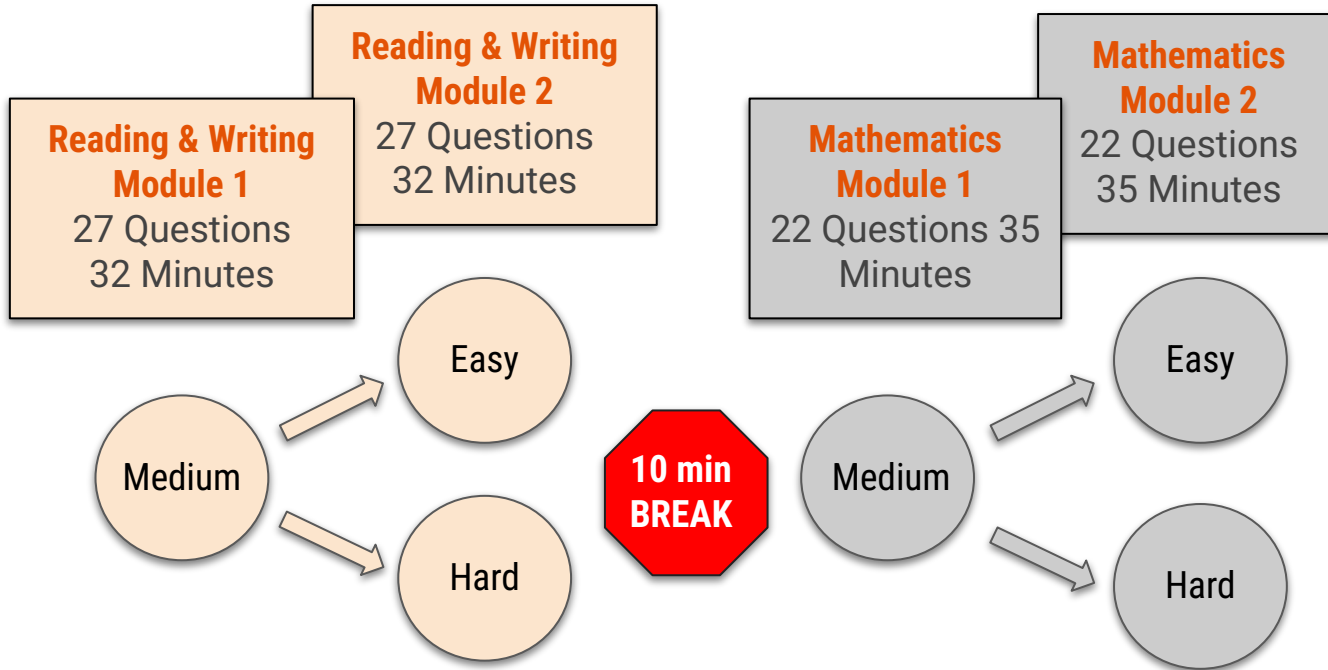 Reading & Writing
Module 1
27 Questions
32 Minutes
Reading & Writing
Module 2
27 Questions
32 Minutes
Medium
Easy
Hard
10 min
BREAK
Mathematics
Module 1
22 Questions 35
Minutes
Mathematics
Module 2
22 Questions
35 Minutes
Medium
Easy
Hard